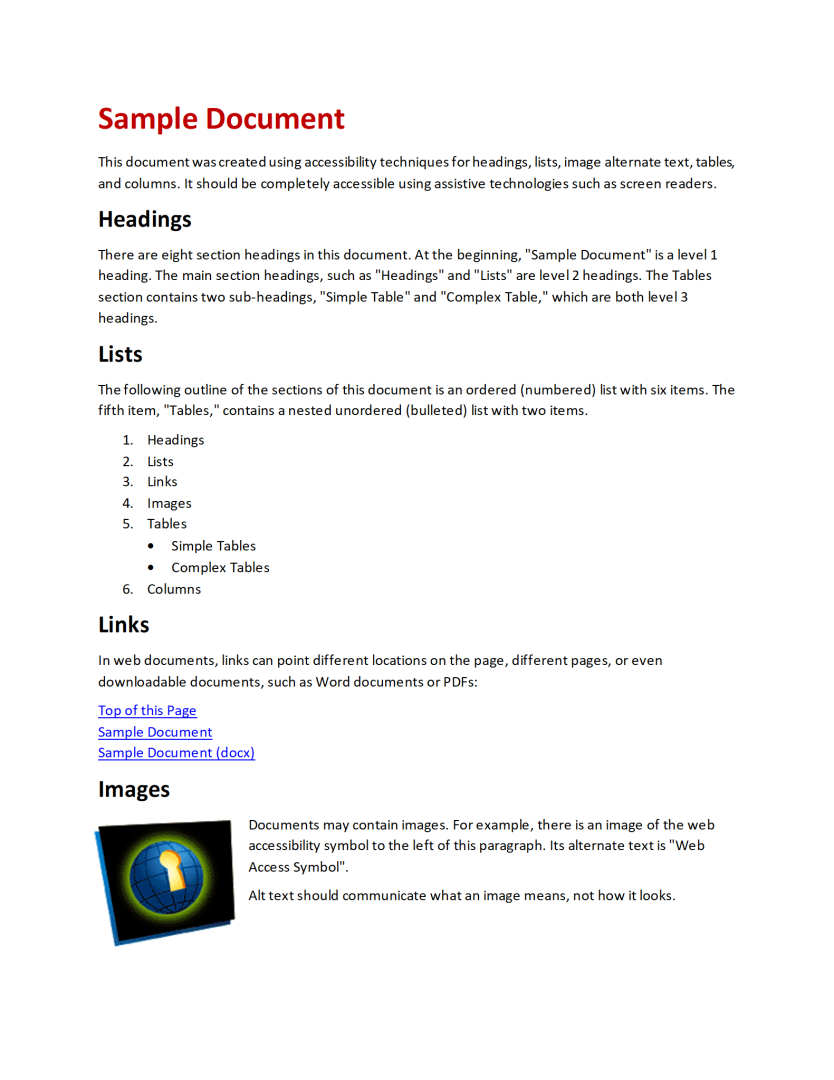 Sample Document
This document was created using accessibility techniques for headings, lists, image alternate text, tables,
and columns. It should be completely accessible using assistive technologies such as screen readers.
Headings
There are eight section headings in this document. At the beginning, "Sample Document" is a level 1
heading. The main section headings, such as "Headings" and "Lists" are level 2 headings. The Tables
section contains two sub-headings, "Simple Table" and "Complex Table," which are both level 3
headings.
Lists
The following outline of the sections of this document is an ordered (numbered) list with six items. The
fifth item, "Tables," contains a nested unordered (bulleted) list with two items.
1. Headings
2. Lists
3. Links
4. Images
5. Tables
• Simple Tables
• Complex Tables
6. Columns
Links
In web documents, links can point different locations on the page, different pages, or even
downloadable documents, such as Word documents or PDFs:
Top of this Page
Sample Document
Sample Document (docx)
Images
Documents may contain images. For example, there is an image of the web
accessibility symbol to the left of this paragraph. Its alternate text is "Web
Access Symbol".
Alt text should communicate what an image means, not how it looks.